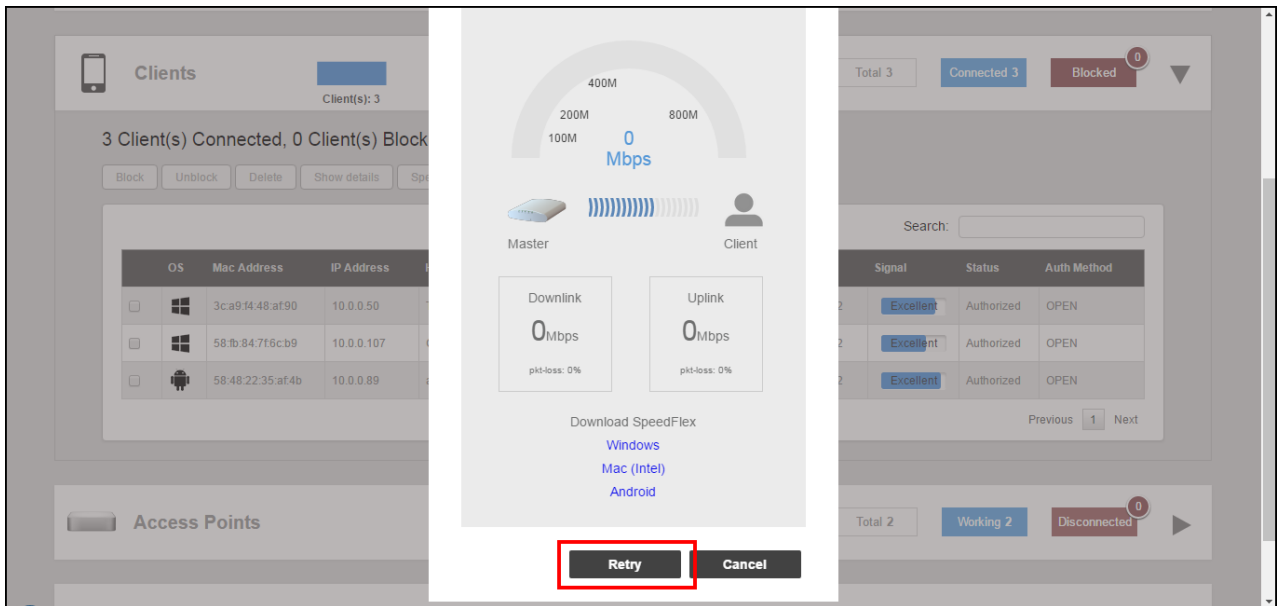 Clients
Client(s): 3
Total 3
Connected 3
Blocked
0
3 Client(s) Connected, 0 Client(s) Block
Block
Unblock
Delete
Show details
Spe
Search:
OS Mac Address IP Address Signal Status Auth Method
3c:a9:f4:48:af:90 10.0.0.50 2 Excellent Authorized OPEN
58:fb:84:7f:6c:b9 10.0.0.107 2 Excellent Authorized OPEN
58:48:22:35:af:4b 10.0.0.89 2 Excellent Authorized OPEN
Previous 1 Next
400M
200M 800M
100M 0
Mbps
Master Client
Downlink Uplink
0Mbps 0Mbps
pkt-loss: 0% pkt-loss: 0%
Download SpeedFlex
Windows
Mac (Intel)
Android
Retry Cancel
Access Points
Total 2
Working 2
Disconnected
0